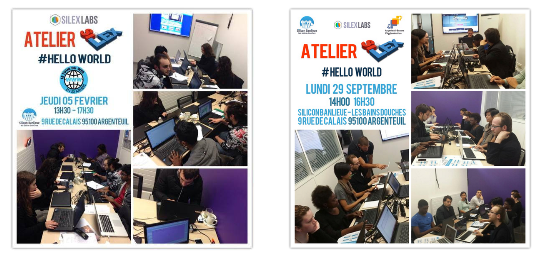 SILEXLABS
ATELIER
#HELLO WORLD
JEUDI 05 FEVRIER
13H30 - 17H30
9 RUE DE CALAIS 95100 ARGENTEUIL
SILEXLABS
ATELIER
#HELLO WORLD
LUNDI 29 SEPTEMBRE
14H00 16H30
SILICONBANLIEUE - LES BAINS DOUCHES
9 RUE DE CALAIS 95100 ARGENTEUIL